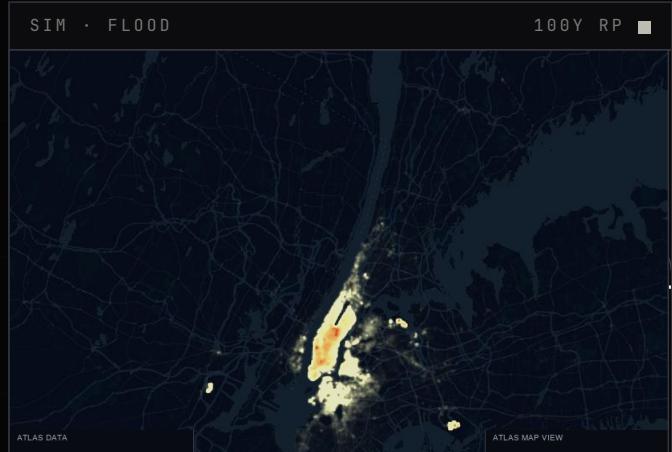 SIM · FLOOD
100Y RP
ATLAS DATA
ATLAS MAP VIEW